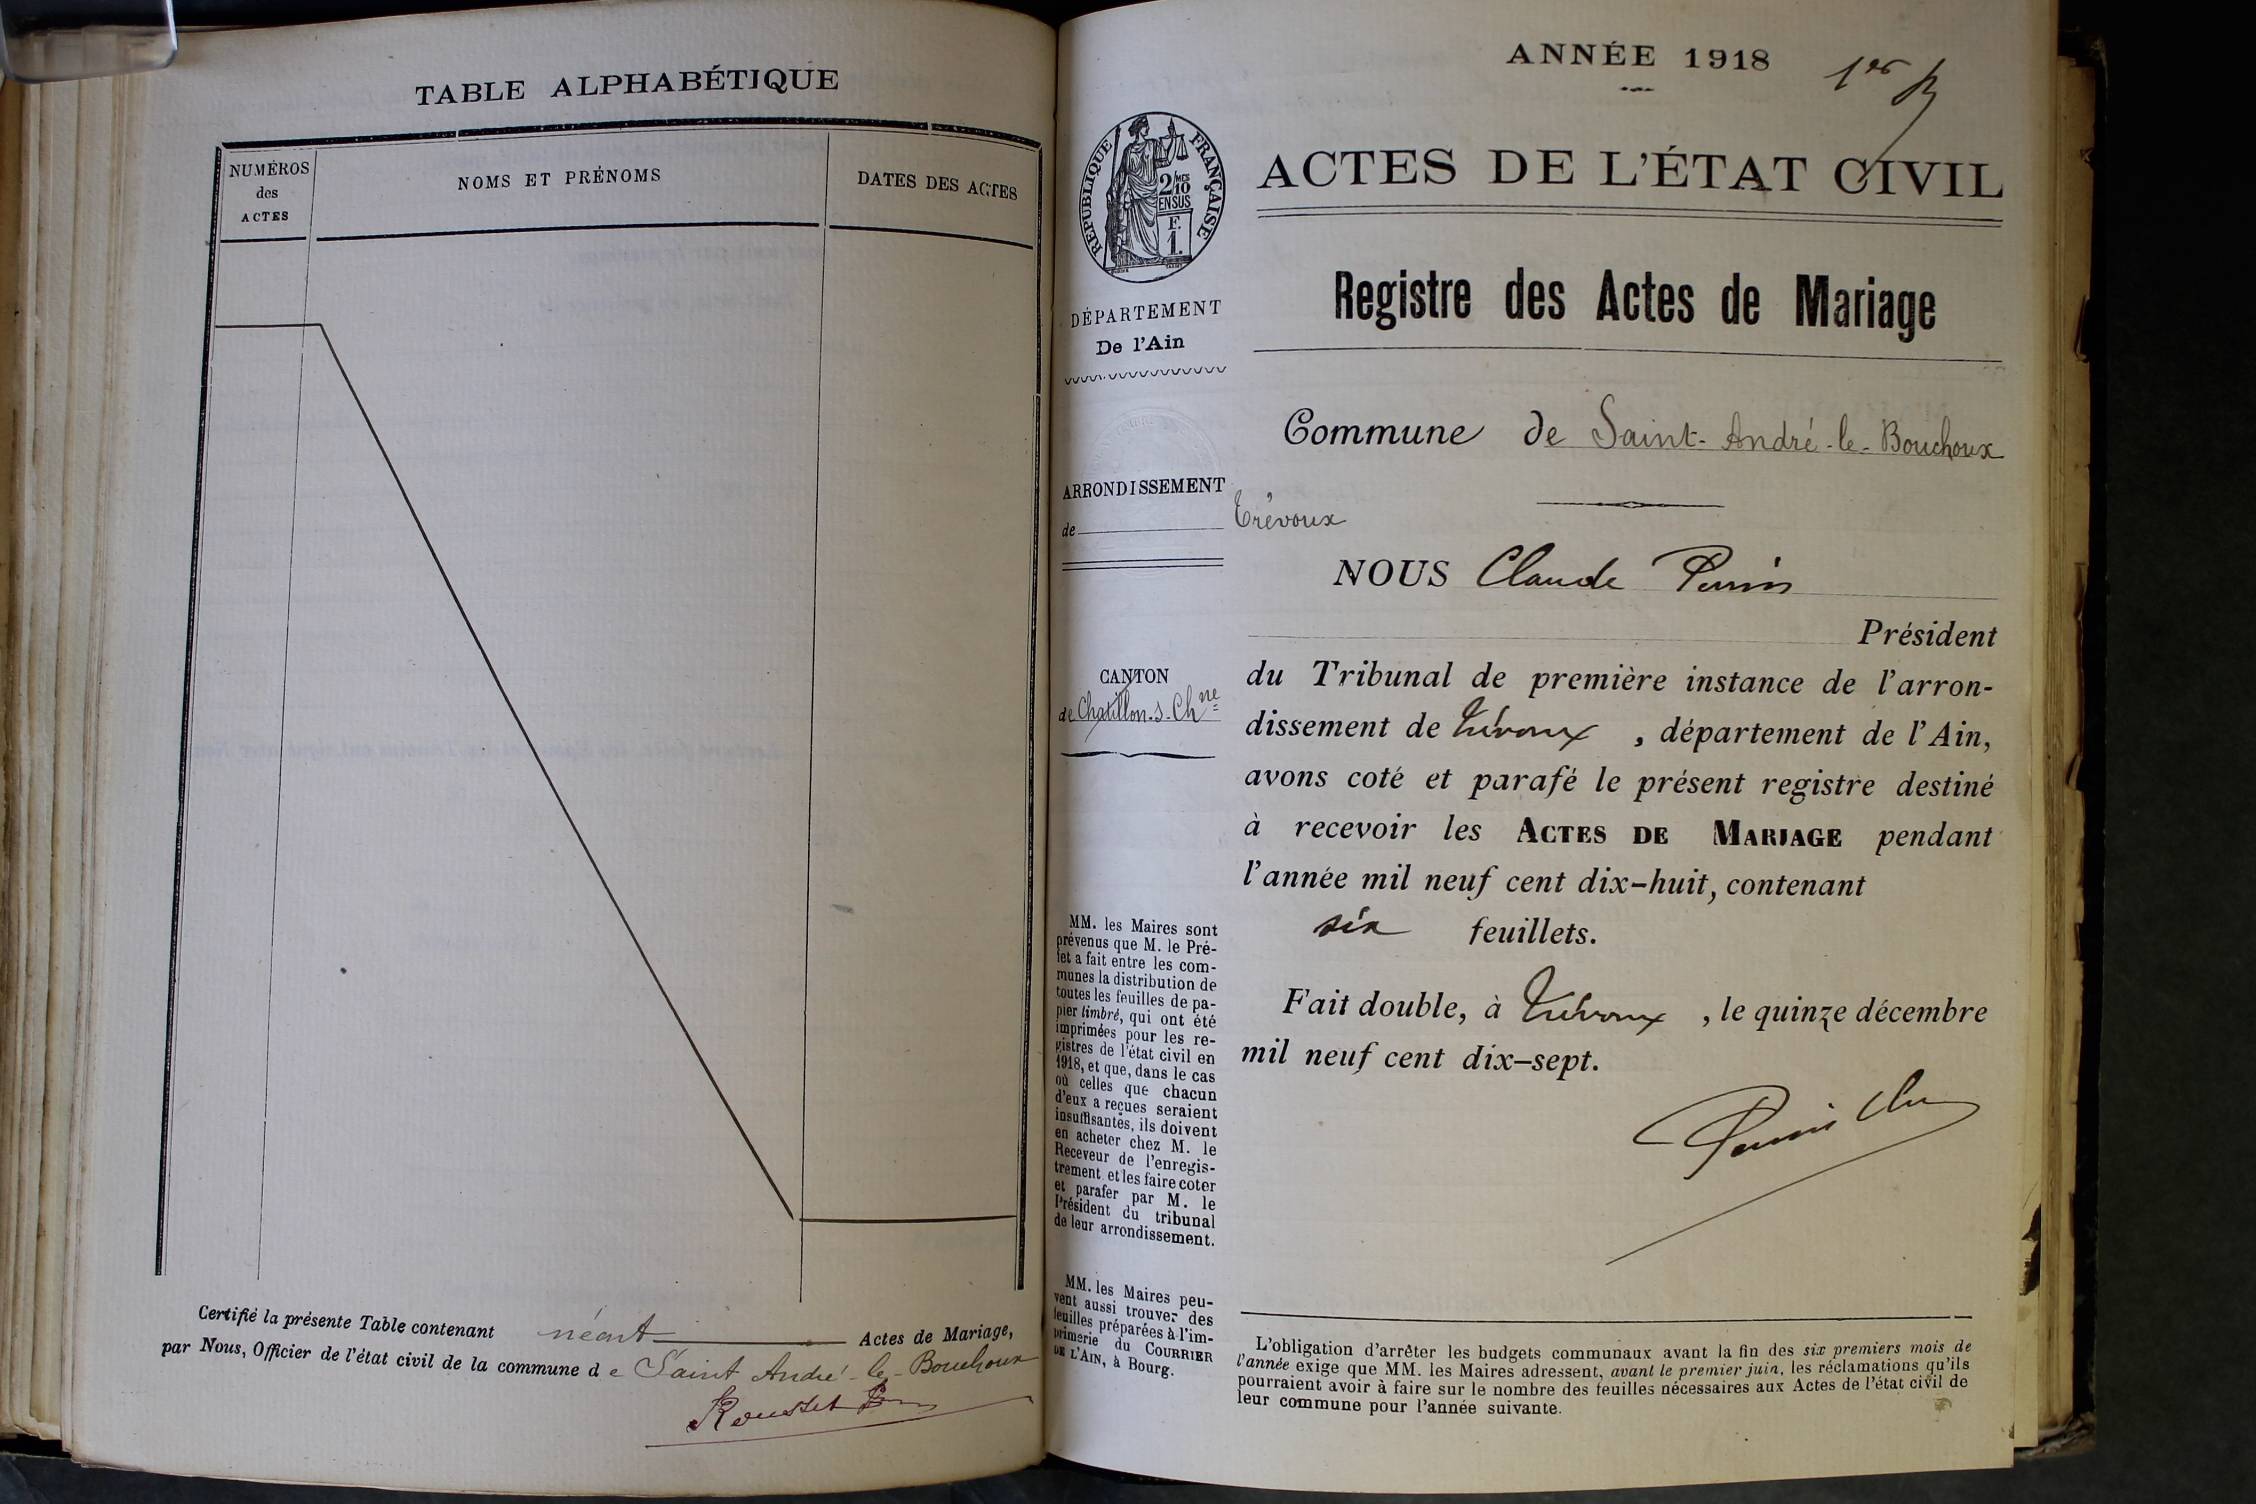 TABLE ALPHABÉTIQUE
NUMÉROS
des
ACTES
NOMS ET PRÉNOMS
DATES DES ACTES
Certifié la présente Table contenant néant Actes de Mariage,
par Nous, Officier de l'état civil de la commune d e Saint André-le-Bouchoux
Rousset
ANNÉE 1918
1er
RÉPUBLIQUE FRANÇAISE
2 MES
10
EN SUS
F.
1.
ACTES DE L'ÉTAT CIVIL
Registre des Actes de Mariage
DÉPARTEMENT
De l'Ain
Commune de Saint-André-le-Bouchoux
ARRONDISSEMENT
de Trévoux
CANTON
de Chatillon-s-Chne
NOUS Claude Perrin
Président
du Tribunal de première instance de l'arron-
dissement de Trévoux, département de l'Ain,
avons coté et parafé le présent registre destiné
à recevoir les ACTES DE MARIAGE pendant
l'année mil neuf cent dix-huit, contenant
six feuillets.
Fait double, à Trévoux, le quinze décembre
mil neuf cent dix-sept.
Perrin
MM. les Maires sont
prévenus que M. le Pré-
fet a fait entre les com-
munes la distribution de
toutes les feuilles de pa-
pier timbré, qui ont été
imprimées pour les re-
gistres de l'état civil en
1918, et que, dans le cas
où celles que chacun
d'eux a reçues seraient
insuffisantes, ils doivent
en acheter chez M. le
Receveur de l'enregis-
trement et les faire coter
et parafer par M. le
Président du tribunal
de leur arrondissement.
MM. les Maires peu-
vent aussi trouver des
feuilles préparées à l'im-
primerie du COURRIER
DE L'AIN, à Bourg.
L'obligation d'arrêter les budgets communaux avant la fin des six premiers mois de
l'année exige que MM. les Maires adressent, avant le premier juin, les réclamations qu'ils
pourraient avoir à faire sur le nombre des feuilles nécessaires aux Actes de l'état civil de
leur commune pour l'année suivante.